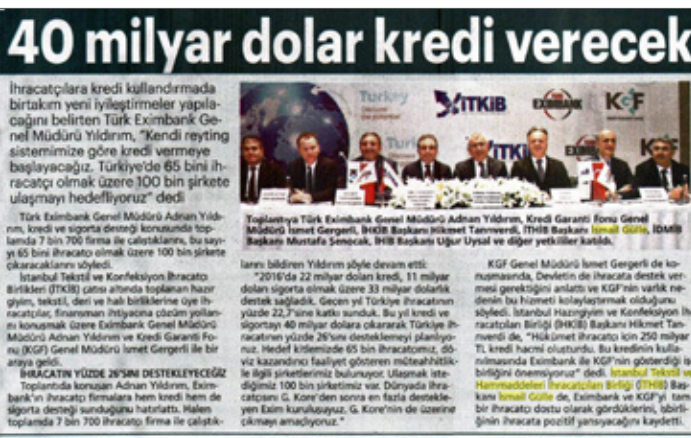 40 milyar dolar kredi verecek
İhracatçılara kredi kullandırmada
birtakım yeni iyileştirmeler yapıla-
cağını belirten Türk Eximbank Ge-
nel Müdürü Yıldırım, "Kendi reyting
sistemimize göre kredi vermeye
başlayacağız. Türkiye'de 65 bini ih-
racatçı olmak üzere 100 bin şirkete
ulaşmayı hedefliyoruz" dedi
Turkey
İTKİB
EXIMBANK
KGF
Toplantıya Türk Eximbank Genel Müdürü Adnan Yıldırım, Kredi Garanti Fonu Genel
Müdürü İsmet Gergerli, İHKİB Başkanı Hikmet Tanrıverdi, İTHİB Başkanı İsmail Gülle, İDMİB
Başkanı Mustafa Şenocak, İHİB Başkanı Uğur Uysal ve diğer yetkililer katıldı.
Türk Eximbank Genel Müdürü Adnan Yıldı-
rım, kredi ve sigorta desteği konusunda top-
lamda 7 bin 700 firma ile çalıştıklarını, bu sayı-
yı 65 bini ihracatçı olmak üzere 100 bin şirkete
çıkaracaklarını söyledi.
İstanbul Tekstil ve Konfeksiyon İhracatçı
Birlikleri (İTKİB) çatısı altında toplanan hazır
giyim, tekstil, deri ve halı birliklerine üye ih-
racatçılar, finansman ihtiyacına çözüm yolları-
nı konuşmak üzere Eximbank Genel Müdürü
Müdürü Adnan Yıldırım ve Kredi Garanti Fo-
nu (KGF) Genel Müdürü İsmet Gergerli ile bir
araya geldi.
İHRACATIN YÜZDE 26'SINI DESTEKLEYECEĞİZ
Toplantıda konuşan Adnan Yıldırım, Exim-
bank'ın ihracatçı firmalara hem kredi hem de
sigorta desteği sunduğunu hatırlattı. Halen
toplamda 7 bin 700 ihracatçı firma ile çalıştık-
larını bildiren Yıldırım şöyle devam etti:
"2016'da 22 milyar doları kredi, 11 milyar
doları sigorta olmak üzere 33 milyar dolarlık
destek sağladık. Geçen yıl Türkiye ihracatının
yüzde 22,7'sine katkı sunduk. Bu yıl kredi ve
sigortayı 40 milyar dolara çıkararak Türkiye ih-
racatının yüzde 26'sını desteklemeyi planlıyo-
ruz. Hedef kitlemizde 65 bin ihracatçımız, dö-
viz kazandırıcı faaliyet gösteren müteahhitlik-
le ilgili şirketlerimiz bulunuyor. Ulaşmak iste-
diğimiz 100 bin şirketimiz var. Dünyada ihra-
catçısını G. Kore'den sonra en fazla destekle-
yen Exim kuruluşuyuz. G. Kore'nin de üzerine
çıkmayı amaçlıyoruz."
KGF Genel Müdürü İsmet Gergerli de ko-
nuşmasında, Devletin de ihracata destek ver-
mesi gerektiğini anlattı ve KGF'nin varlık ne-
denin bu hizmeti kolaylaştırmak olduğunu
söyledi. İstanbul Hazırgiyim ve Konfeksiyon İh-
racatçıları Birliği (İHKİB) Başkanı Hikmet Tan-
rıverdi de, "Hükümet ihracat için 250 milyar
TL kredi hacmi oluşturdu. Bu kredinin kulla-
nılmasında Eximbank ile KGF'nin gösterdiği iş-
birliğini önemsiyoruz" dedi. İstanbul Tekstil ve
Hammaddeleri İhracatçıları Birliği (İTHİB) Baş-
kanı İsmail Gülle de, Eximbank ve KGF'yi tam
bir ihracatçı dostu olarak gördüklerini, işbirli-
ğinin ihracata pozitif yansıyacağını kaydetti.